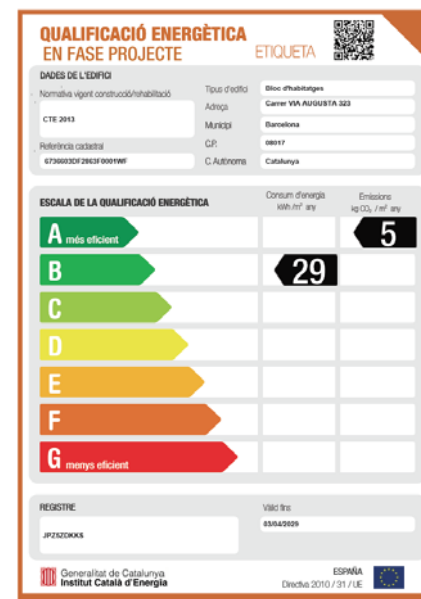 QUALIFICACIÓ ENERGÈTICA
EN FASE PROJECTE
ETIQUETA
DADES DE L'EDIFICI
Normativa vigent construcció/rehabilitació
CTE 2013
Referència cadastral
6736603DF2863F0001WF
Tipus d'edifici
Bloc d'habitatges
Adreça
Carrer VIA AUGUSTA 323
Municipi
Barcelona
C.P.
08017
C.Autònoma
Catalunya
ESCALA DE LA QUALIFICACIÓ ENERGÈTICA
Consum d'energia
kWh /m² any
Emissions
kg CO₂ / m² any
A més eficient
5
B
29
C
D
E
F
G menys eficient
REGISTRE
JPZ5ZDKKS
Vàlid fins
03/04/2029
Generalitat de Catalunya
Institut Català d'Energia
ESPAÑA
Directiva 2010 / 31 / UE